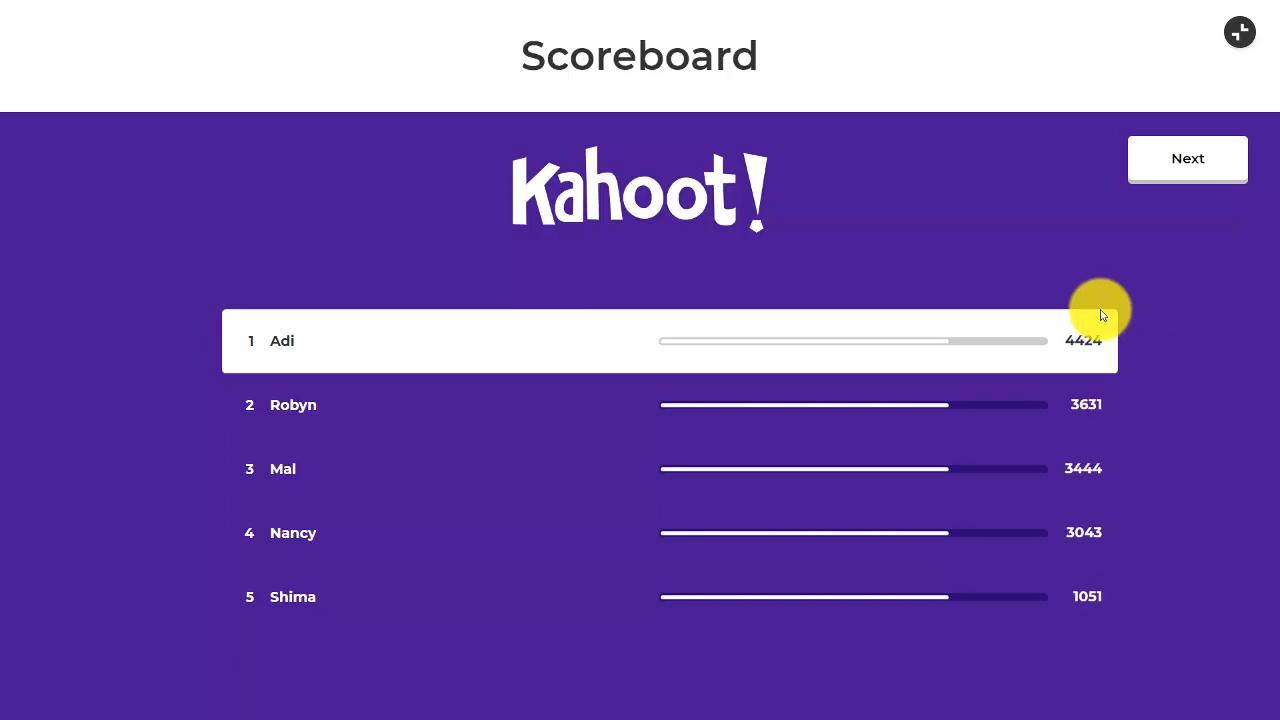 Scoreboard
Next
Kahoot!
1 Adi 4424
2 Robyn 3631
3 Mal 3444
4 Nancy 3043
5 Shima 1051